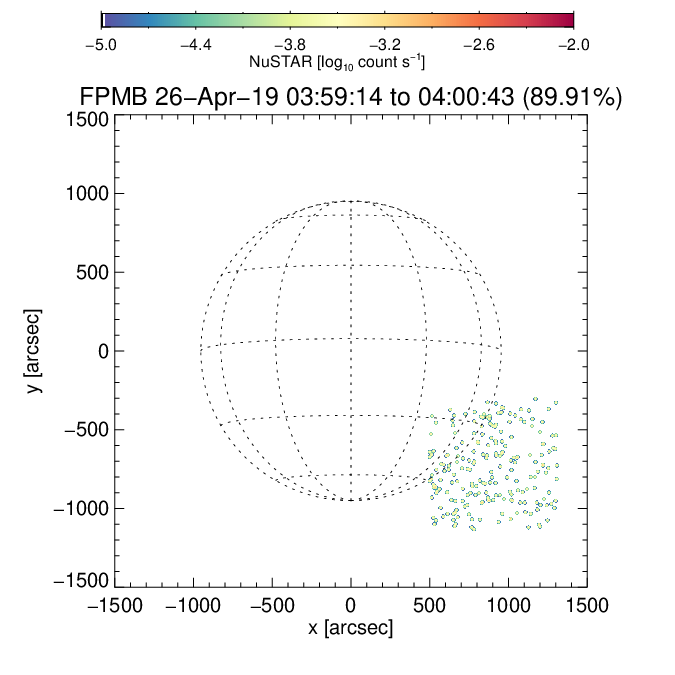 −5.0 −4.4 −3.8 −3.2 −2.6 −2.0
NuSTAR [log₁₀ count s⁻¹]
FPMB 26−Apr−19 03:59:14 to 04:00:43 (89.91%)
1500
1000
500
0
−500
−1000
−1500
y [arcsec]
−1500 −1000 −500 0 500 1000 1500
x [arcsec]